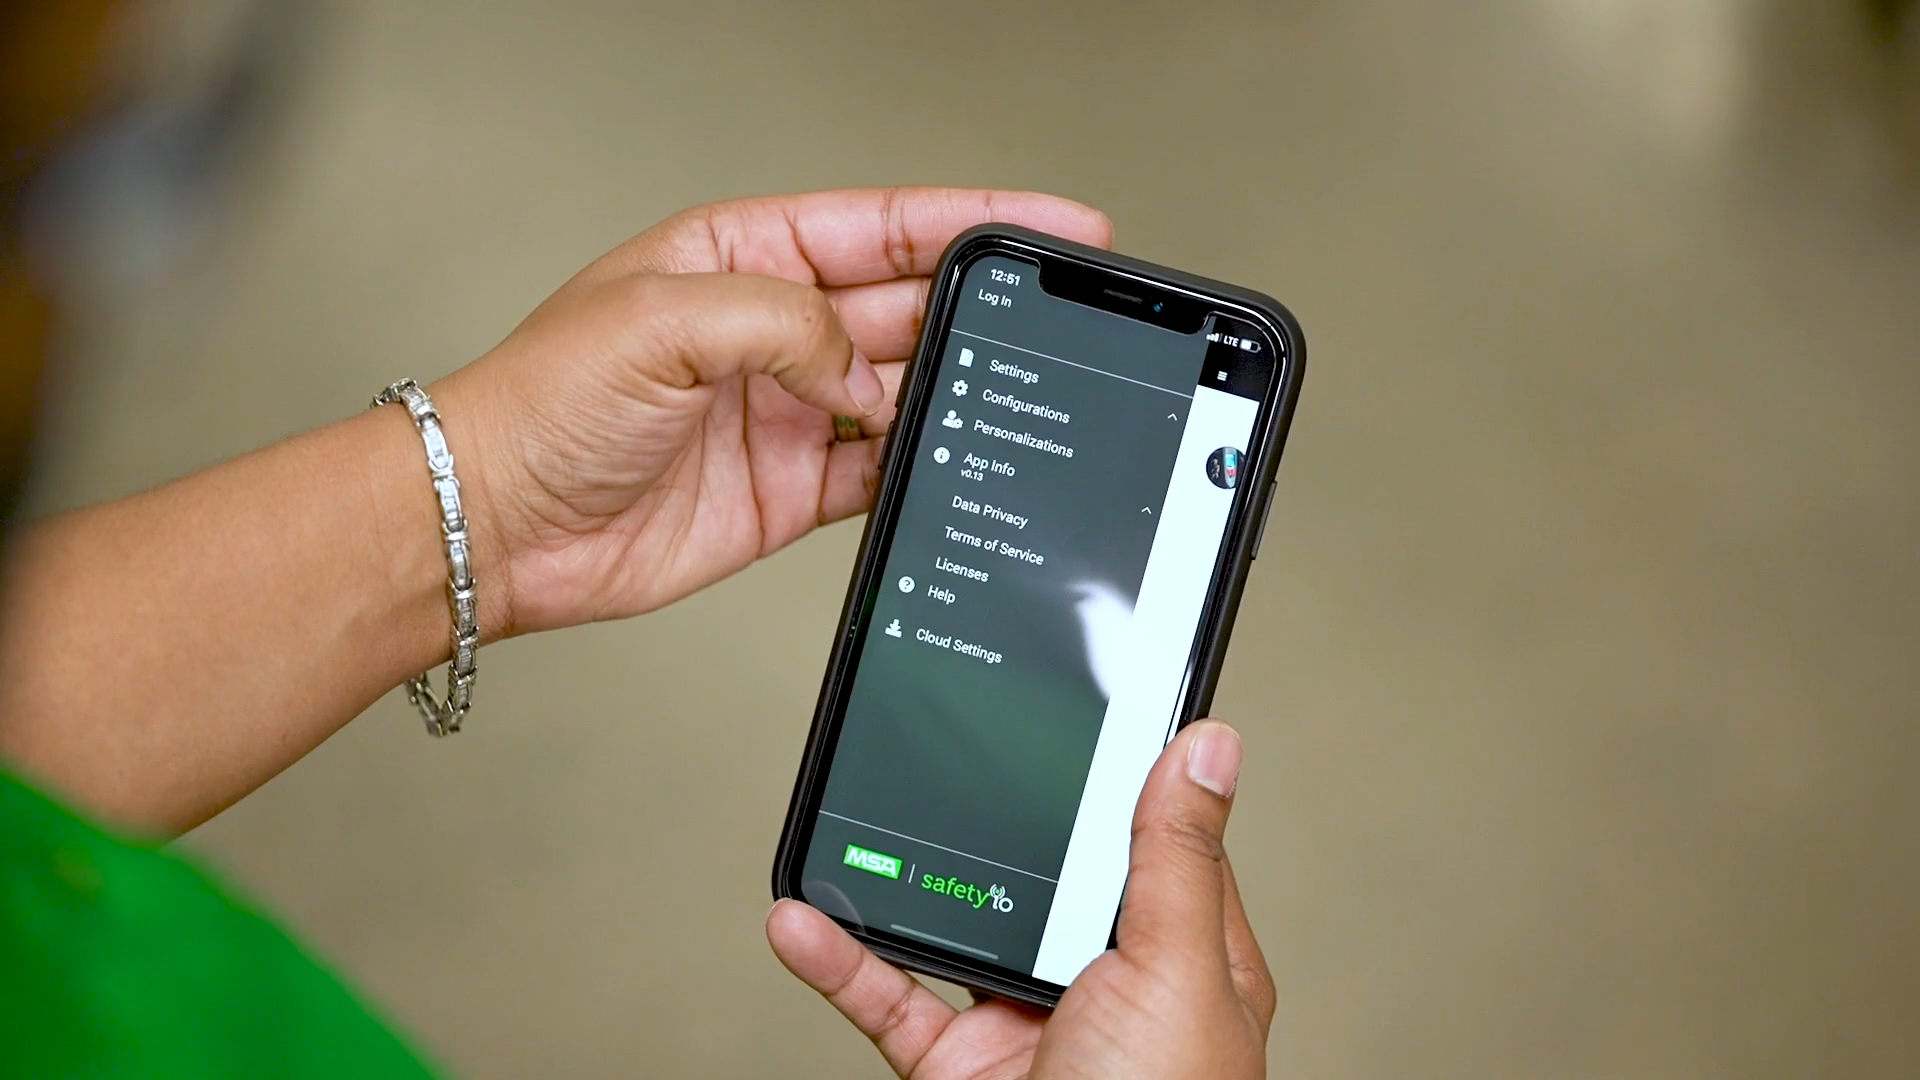 12:51
LTE
Log In
Settings
Configurations
Personalizations
App Info
v0.13
Data Privacy
Terms of Service
Licenses
Help
Cloud Settings
MSA | safety io